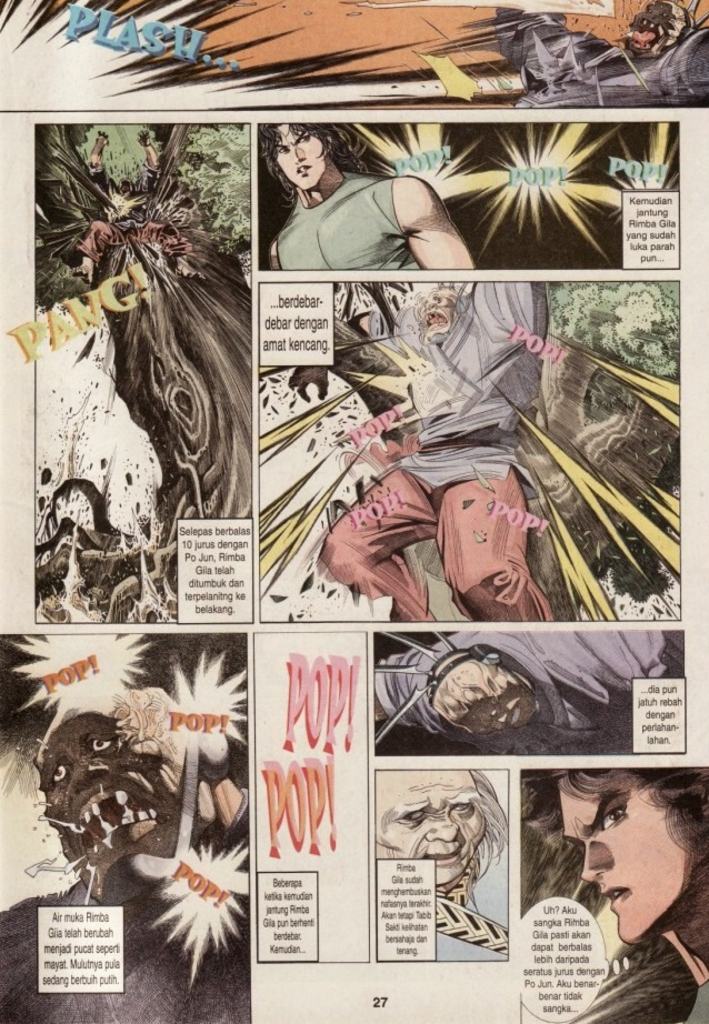 PLASH...
PANG!
Selepas berbalas
10 jurus dengan
Po Jun, Rimba
Gila telah
ditumbuk dan
terpelanitng ke
belakang.
POP!
POP!
POP!
Kemudian
jantung
Rimba Gila
yang sudah
luka parah
pun...
...berdebar-
debar dengan
amat kencang.
POP!
POP!
POP!
POP!
POP!
POP!
POP!
Air muka Rimba
Gila telah berubah
menjadi pucat seperti
mayat. Mulutnya pula
sedang berbuih putih.
POP!
POP!
Beberapa
ketika kemudian
jantung Rimba
Gila pun berhenti
berdebar.
Kemudian...
...dia pun
jatuh rebah
dengan
perlahan-
lahan.
Rimba
Gila sudah
menghembuskan
nafasnya terakhir.
Akan tetapi Tabib
Sakti kelihatan
bersahaja dan
tenang.
Uh? Aku
sangka Rimba
Gila pasti akan
dapat berbalas
lebih daripada
seratus jurus dengan
Po Jun. Aku benar-
benar tidak
sangka...
27